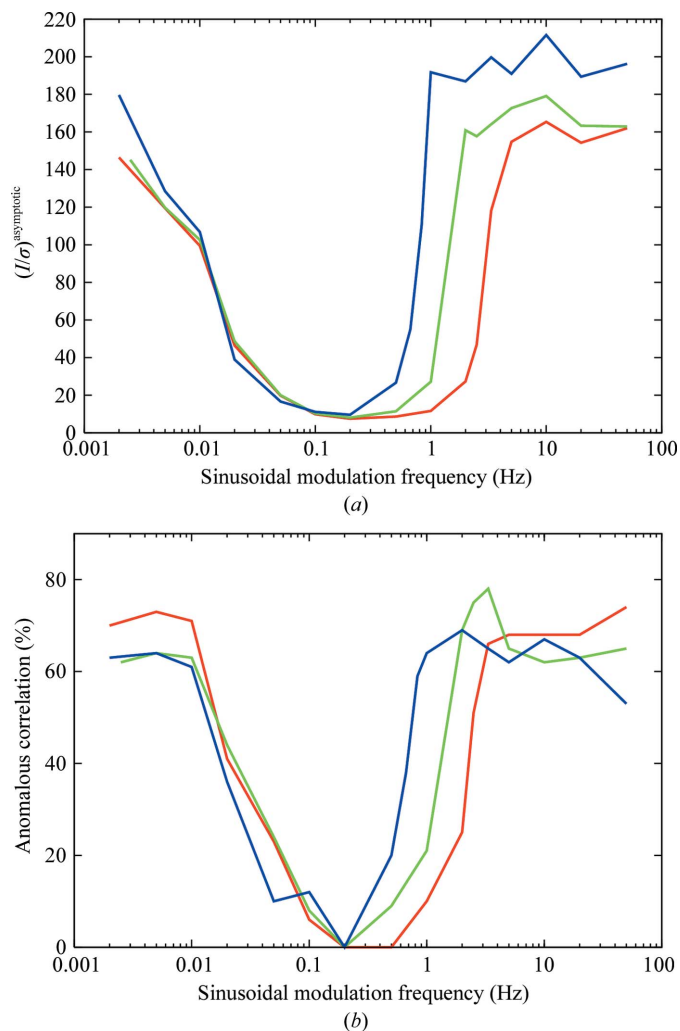 220
200
180
160
140
120
100
80
60
40
20
0
(I/σ)^asymptotic
0.001 0.01 0.1 1 10 100
Sinusoidal modulation frequency (Hz)
(a)
80
60
40
20
0
Anomalous correlation (%)
0.001 0.01 0.1 1 10 100
Sinusoidal modulation frequency (Hz)
(b)